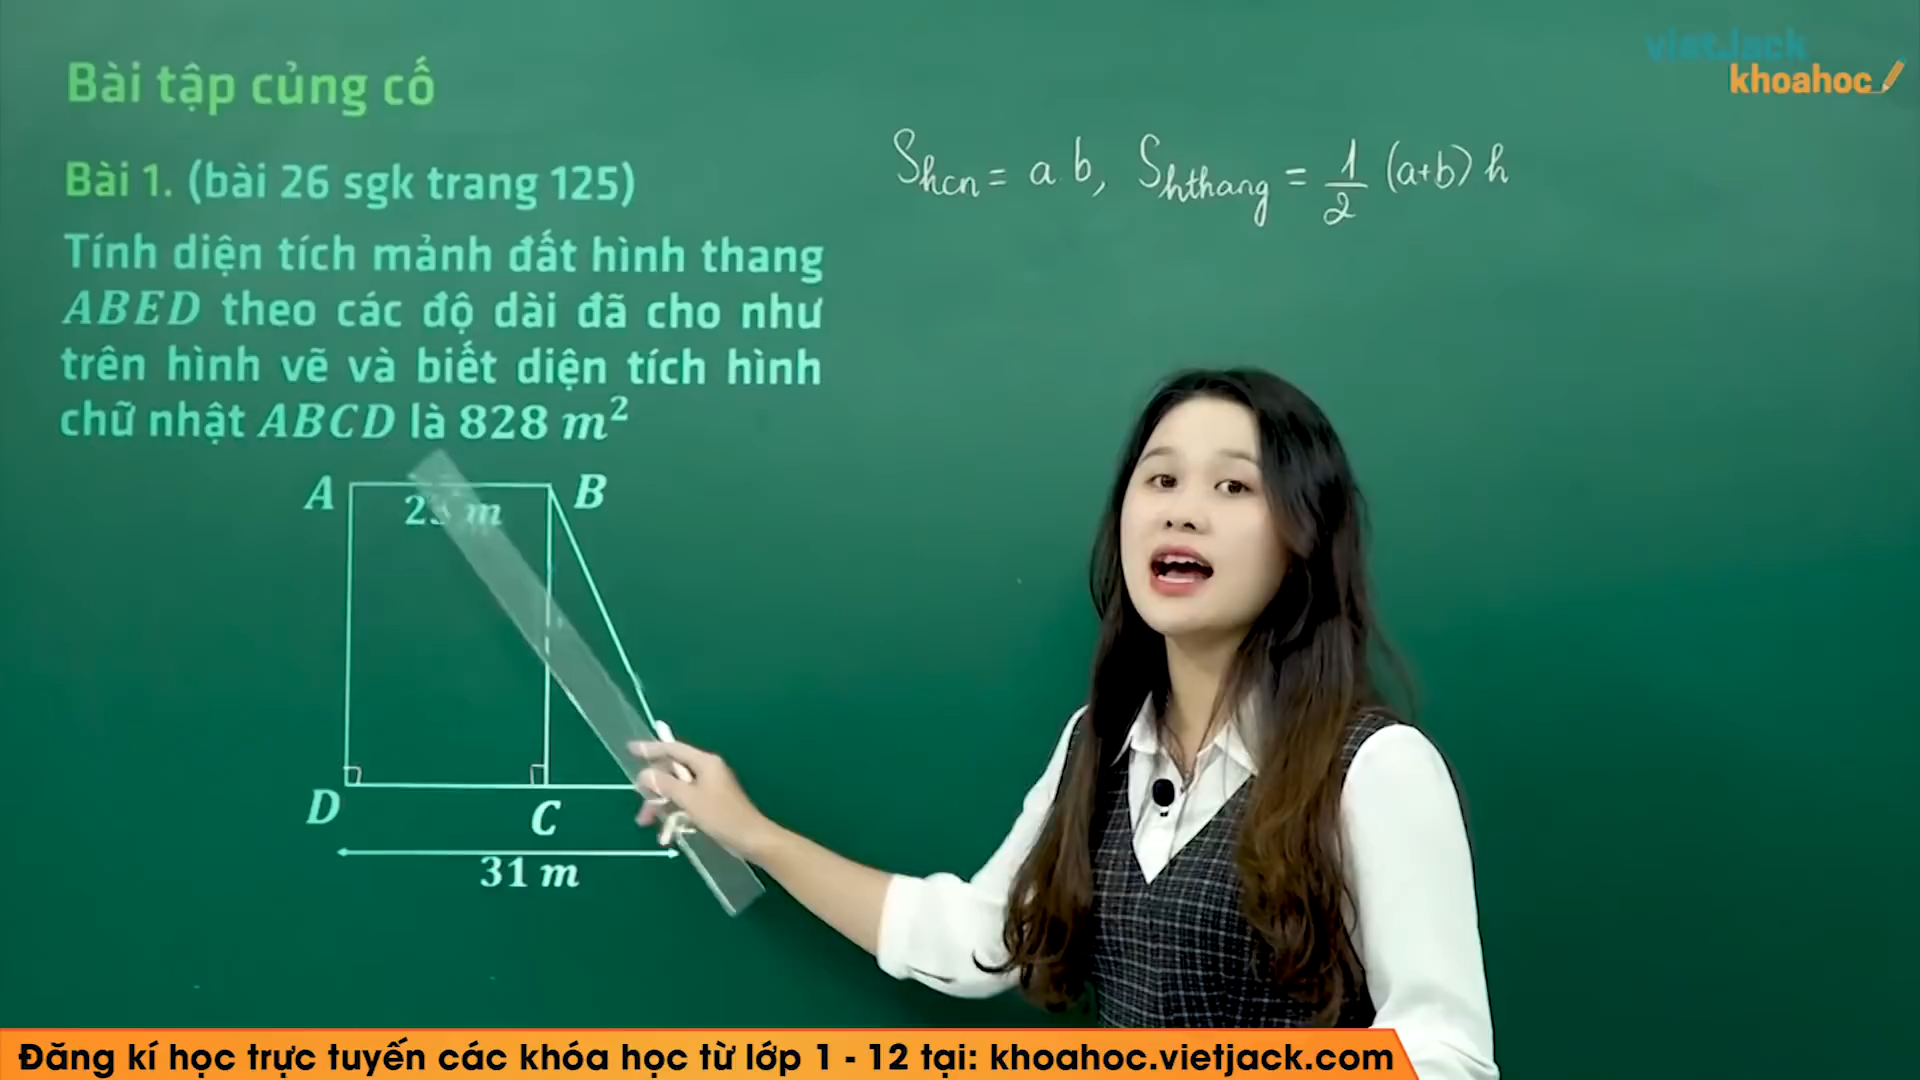 vietJack
khoahoc
Bài tập củng cố
Bài 1. (bài 26 sgk trang 125)
Tính diện tích mảnh đất hình thang
ABED theo các độ dài đã cho như
trên hình vẽ và biết diện tích hình
chữ nhật ABCD là 828 m²
S_hcn = a.b, S_hthang = 1/2 (a+b) h
A
B
23 m
D
C
31 m
Đăng kí học trực tuyến các khóa học từ lớp 1 - 12 tại: khoahoc.vietjack.com